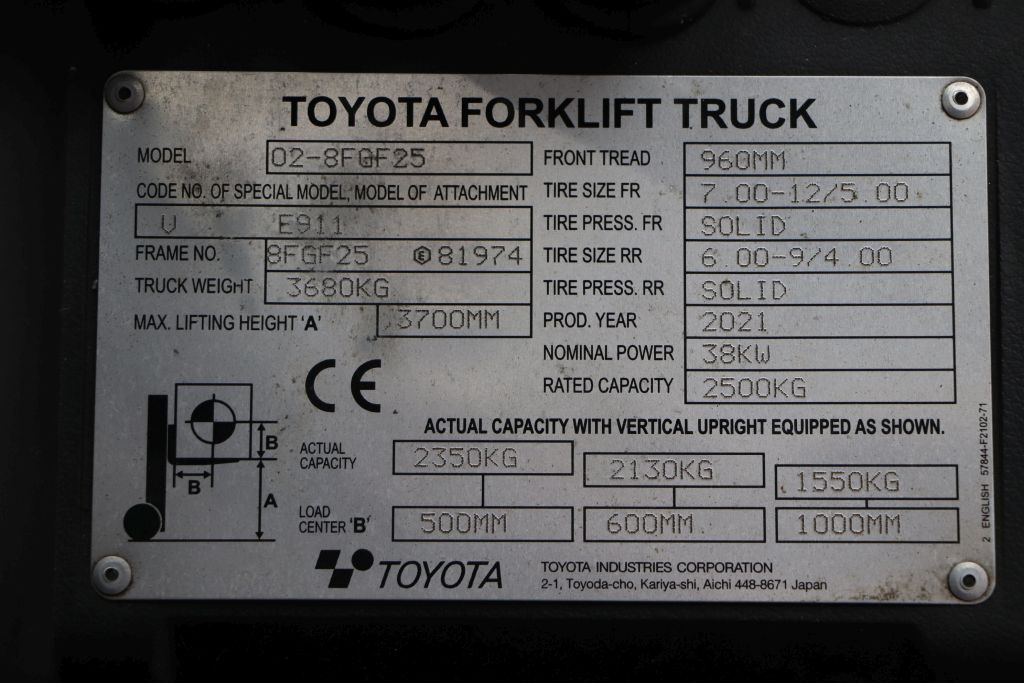 TOYOTA FORKLIFT TRUCK
MODEL 02-8FGF25
CODE NO. OF SPECIAL MODEL, MODEL OF ATTACHMENT
V E911
FRAME NO. 8FGF25 E 81974
TRUCK WEIGHT 3680KG
MAX. LIFTING HEIGHT 'A' 3700MM
FRONT TREAD 960MM
TIRE SIZE FR 7.00-12/5.00
TIRE PRESS. FR SOLID
TIRE SIZE RR 6.00-9/4.00
TIRE PRESS. RR SOLID
PROD. YEAR 2021
NOMINAL POWER 38KW
RATED CAPACITY 2500KG
CE
B
B
A
ACTUAL CAPACITY WITH VERTICAL UPRIGHT EQUIPPED AS SHOWN.
ACTUAL CAPACITY 2350KG 2130KG 1550KG
LOAD CENTER 'B' 500MM 600MM 1000MM
TOYOTA
TOYOTA INDUSTRIES CORPORATION
2-1, Toyoda-cho, Kariya-shi, Aichi 448-8671 Japan
2 ENGLISH 57844-F2102-71